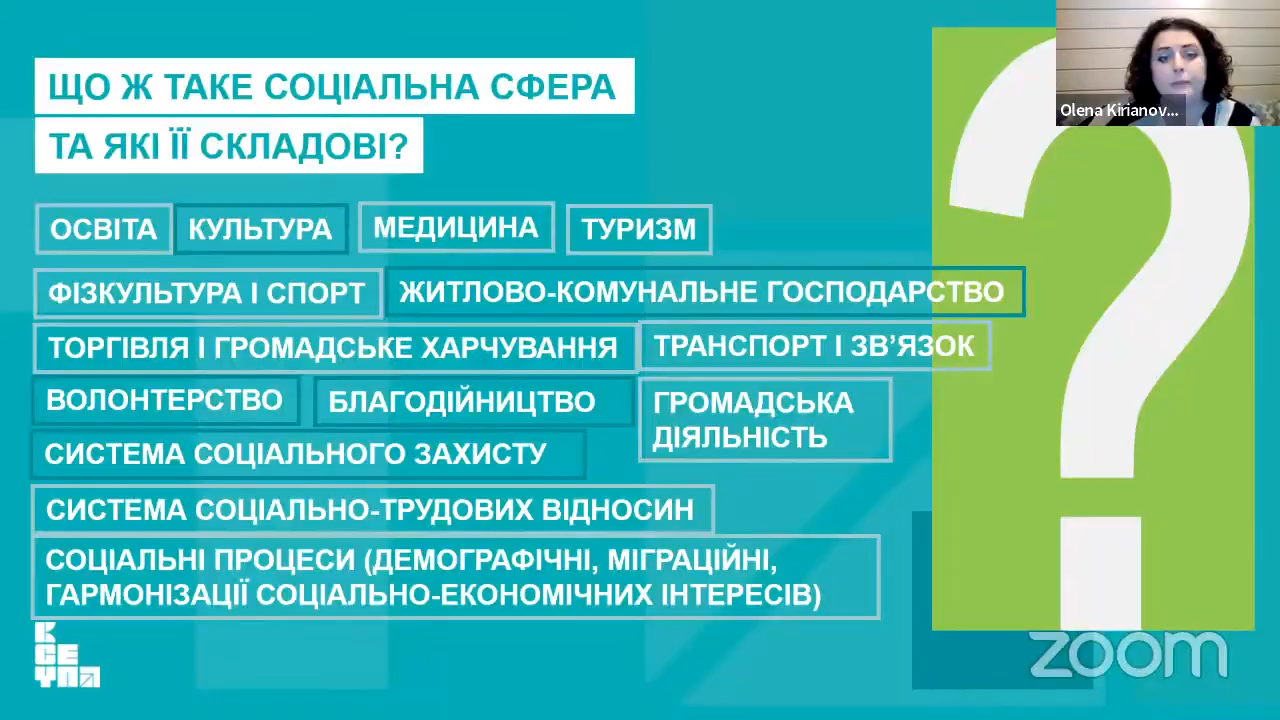 ЩО Ж ТАКЕ СОЦІАЛЬНА СФЕРА
ТА ЯКІ ЇЇ СКЛАДОВІ?
Olena Kirianov...
ОСВІТА
КУЛЬТУРА
МЕДИЦИНА
ТУРИЗМ
ФІЗКУЛЬТУРА І СПОРТ
ЖИТЛОВО-КОМУНАЛЬНЕ ГОСПОДАРСТВО
ТОРГІВЛЯ І ГРОМАДСЬКЕ ХАРЧУВАННЯ
ТРАНСПОРТ І ЗВ’ЯЗОК
ВОЛОНТЕРСТВО
БЛАГОДІЙНИЦТВО
ГРОМАДСЬКА
ДІЯЛЬНІСТЬ
СИСТЕМА СОЦІАЛЬНОГО ЗАХИСТУ
СИСТЕМА СОЦІАЛЬНО-ТРУДОВИХ ВІДНОСИН
СОЦІАЛЬНІ ПРОЦЕСИ (ДЕМОГРАФІЧНІ, МІГРАЦІЙНІ,
ГАРМОНІЗАЦІЇ СОЦІАЛЬНО-ЕКОНОМІЧНИХ ІНТЕРЕСІВ)
?
zoom